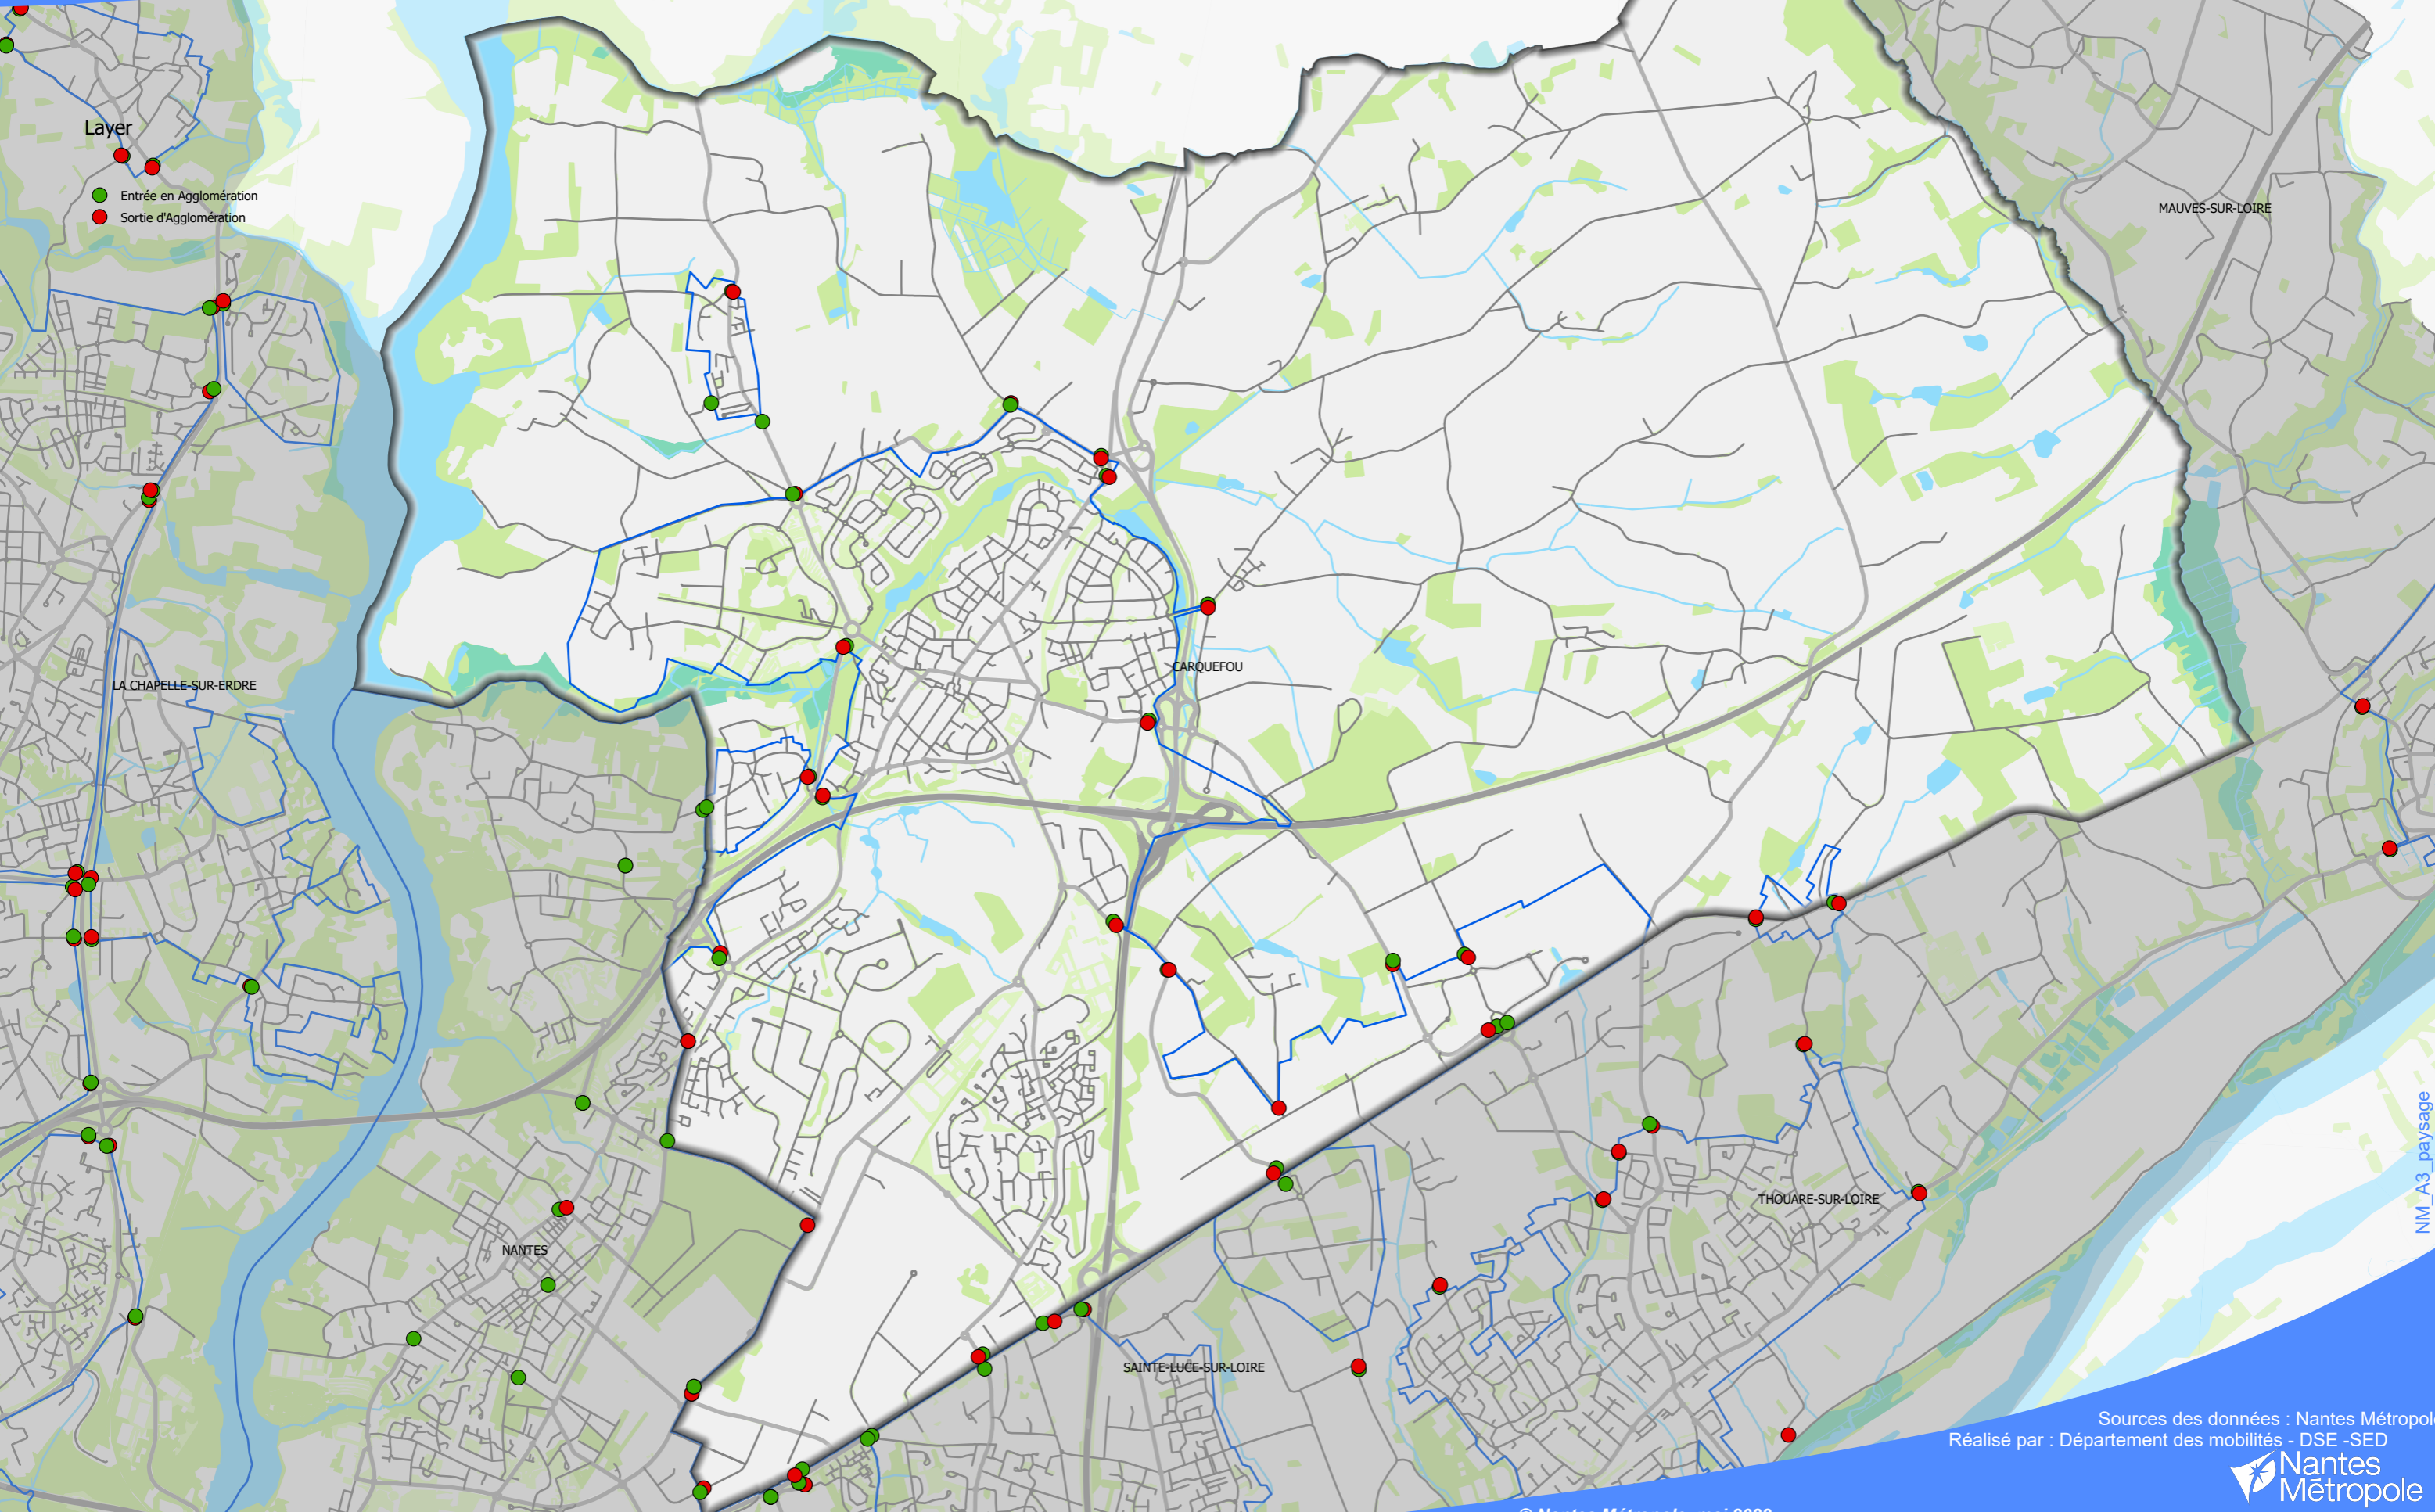 Layer
Entrée en Agglomération
Sortie d'Agglomération
MAUVES-SUR-LOIRE
CARQUEFOU
LA CHAPELLE-SUR-ERDRE
THOUARE-SUR-LOIRE
NANTES
SAINTE-LUCE-SUR-LOIRE
NM_A3_paysage
Sources des données : Nantes Métropol
Réalisé par : Département des mobilités - DSE -SED
Nantes
Métropole